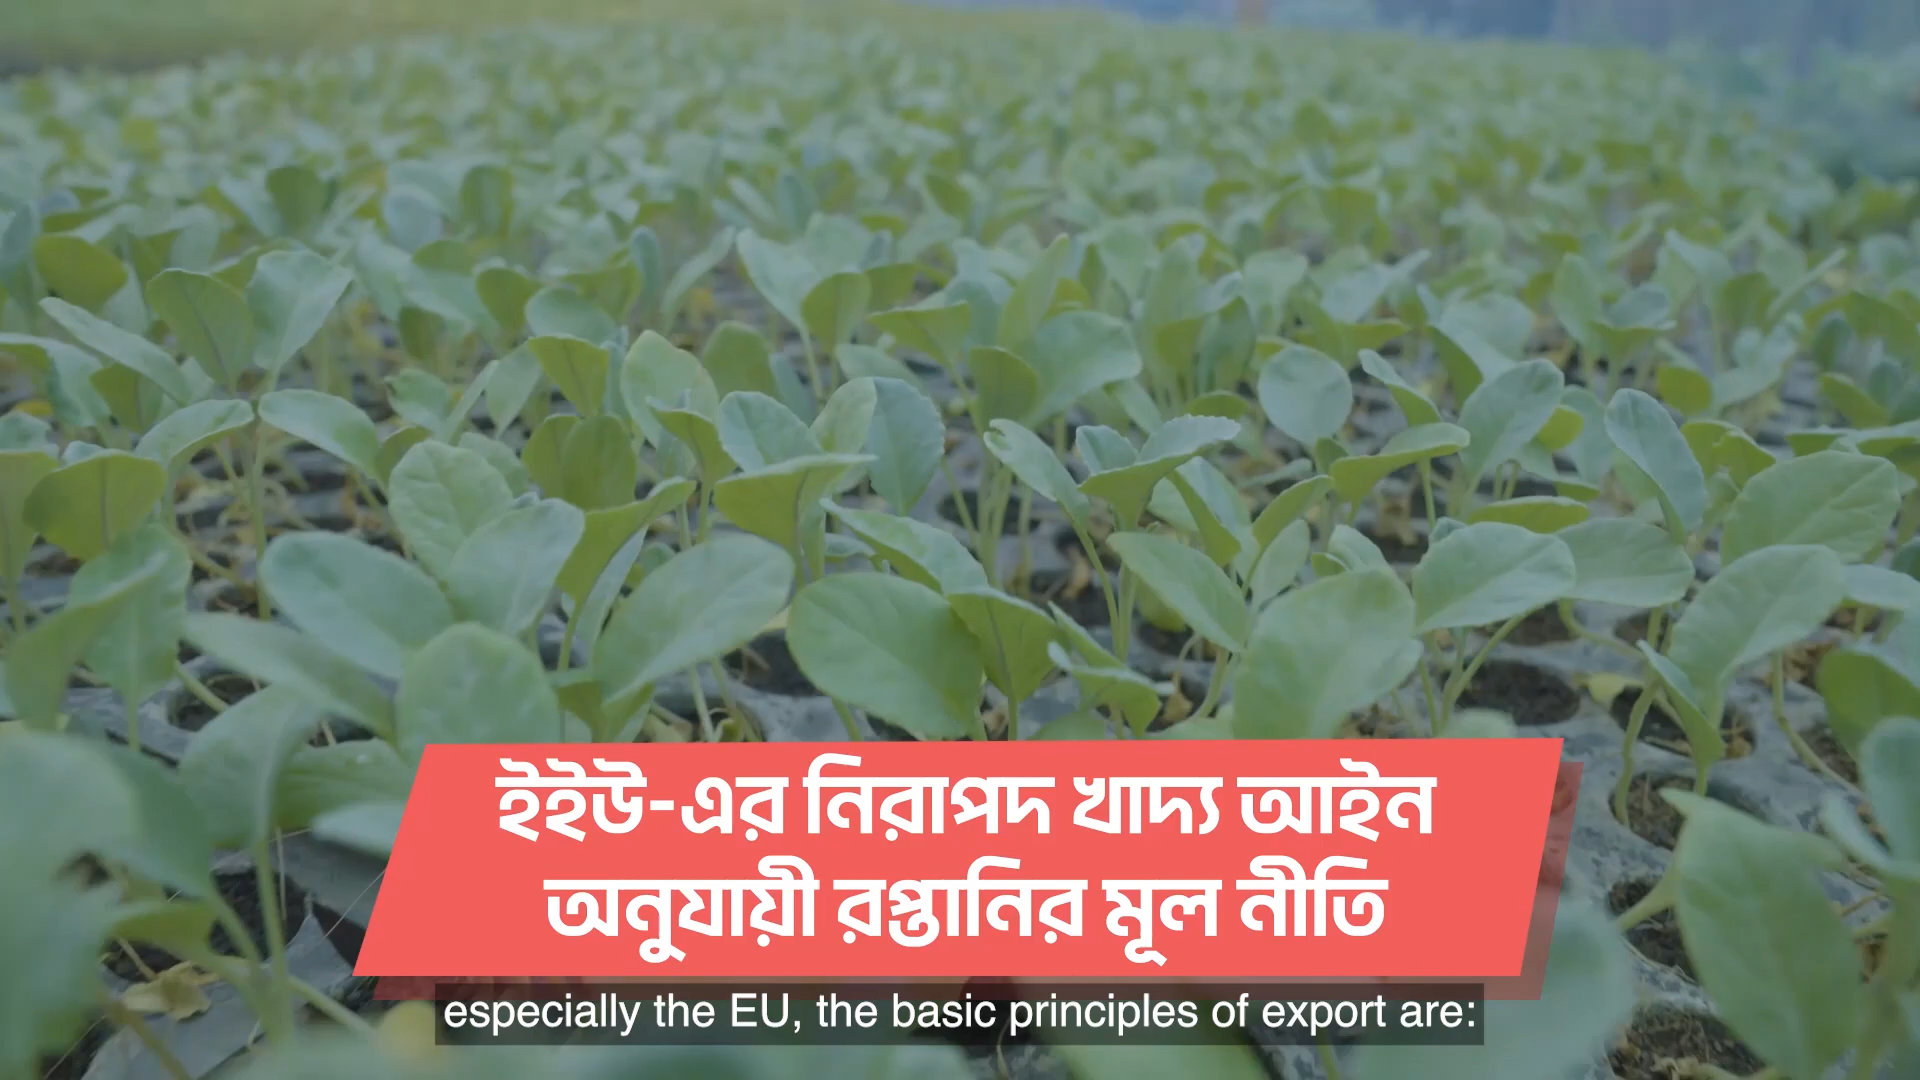 ইইউ-এর নিরাপদ খাদ্য আইন
অনুযায়ী রপ্তানির মূল নীতি
especially the EU, the basic principles of export are: